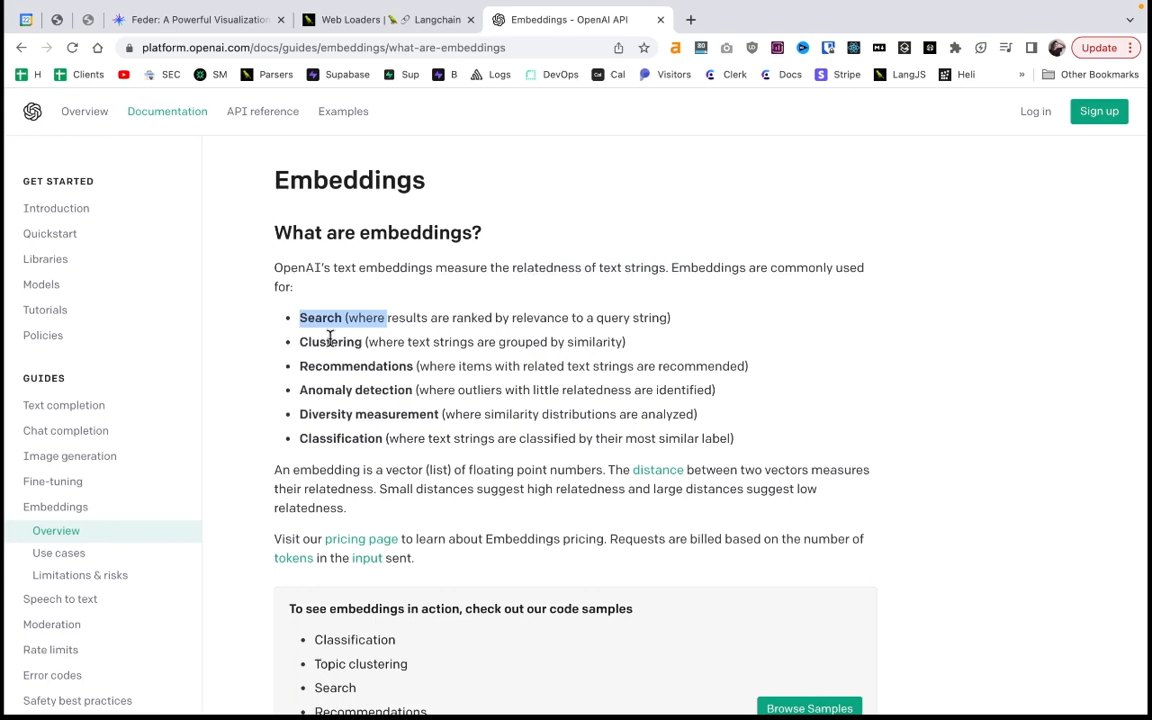 Feder: A Powerful Visualization
Web Loaders | Langchain
Embeddings - OpenAI API
platform.openai.com/docs/guides/embeddings/what-are-embeddings
Update
H
Clients
SEC
SM
Parsers
Supabase
Sup
B
Logs
DevOps
Cal
Visitors
Clerk
Docs
Stripe
LangJS
Heli
»
Other Bookmarks
Overview
Documentation
API reference
Examples
Log in
Sign up
GET STARTED
Introduction
Quickstart
Libraries
Models
Tutorials
Policies
GUIDES
Text completion
Chat completion
Image generation
Fine-tuning
Embeddings
Overview
Use cases
Limitations & risks
Speech to text
Moderation
Rate limits
Error codes
Safety best practices
Embeddings
What are embeddings?
OpenAI's text embeddings measure the relatedness of text strings. Embeddings are commonly used
for:
• Search (where results are ranked by relevance to a query string)
• Clustering (where text strings are grouped by similarity)
• Recommendations (where items with related text strings are recommended)
• Anomaly detection (where outliers with little relatedness are identified)
• Diversity measurement (where similarity distributions are analyzed)
• Classification (where text strings are classified by their most similar label)
An embedding is a vector (list) of floating point numbers. The distance between two vectors measures
their relatedness. Small distances suggest high relatedness and large distances suggest low
relatedness.
Visit our pricing page to learn about Embeddings pricing. Requests are billed based on the number of
tokens in the input sent.
To see embeddings in action, check out our code samples
• Classification
• Topic clustering
• Search
• Recommendations
Browse Samples